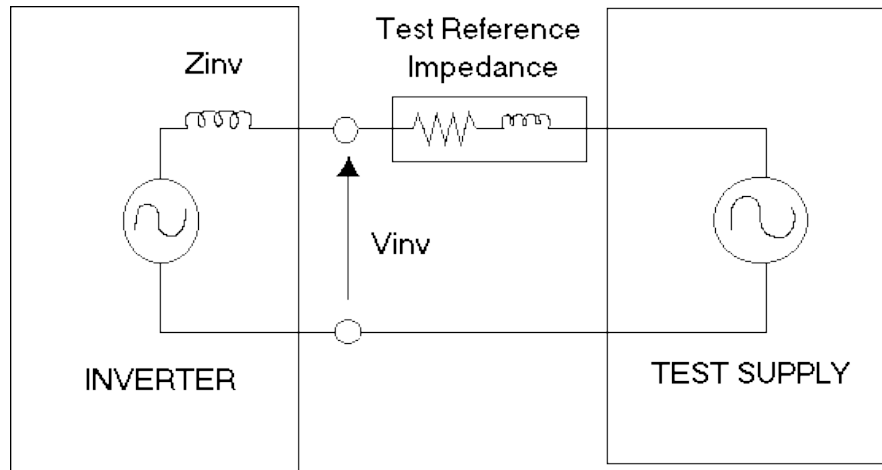 Test Reference
Impedance
Zinv
Vinv
INVERTER
TEST SUPPLY